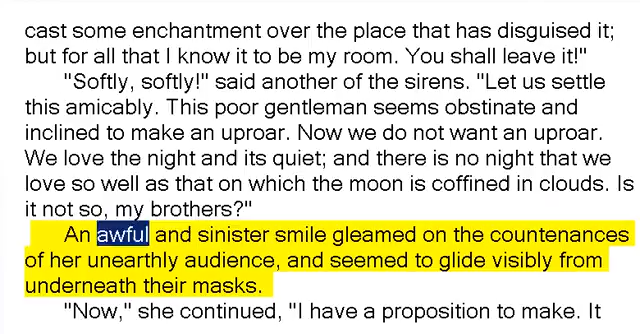 cast some enchantment over the place that has disguised it;
but for all that I know it to be my room. You shall leave it!"
"Softly, softly!" said another of the sirens. "Let us settle
this amicably. This poor gentleman seems obstinate and
inclined to make an uproar. Now we do not want an uproar.
We love the night and its quiet; and there is no night that we
love so well as that on which the moon is coffined in clouds. Is
it not so, my brothers?"
An awful and sinister smile gleamed on the countenances
of her unearthly audience, and seemed to glide visibly from
underneath their masks.
"Now," she continued, "I have a proposition to make. It